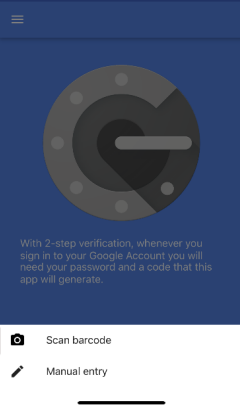 With 2-step verification, whenever you
sign in to your Google Account you will
need your password and a code that this
app will generate.
Scan barcode
Manual entry